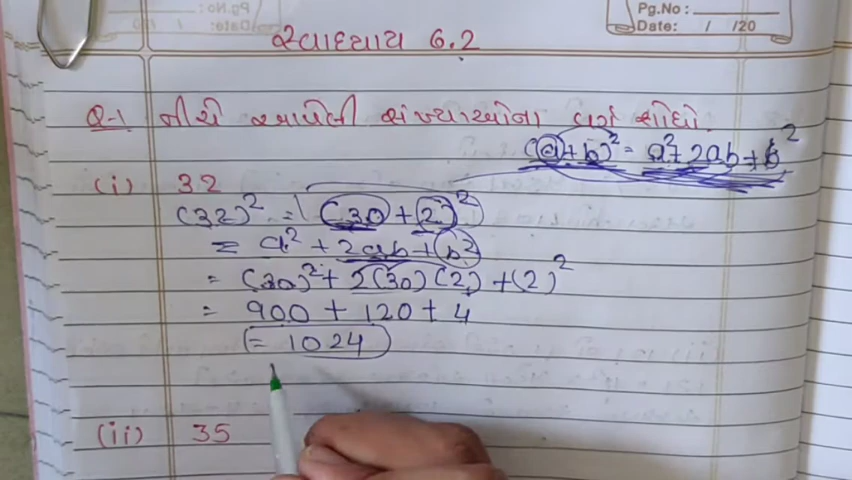 Pg.No :
Date: / /20
સ્વાધ્યાય 6.2
Q-1 નીચે આપેલી સંખ્યાઓના વર્ગ શોધો.
(a+b)² = a²+2ab+b²
(i) 32
(32)² = (30+2)²
= a²+2ab+b²
= (30)²+2(30)(2)+(2)²
= 900 + 120 + 4
= 1024
(ii) 35